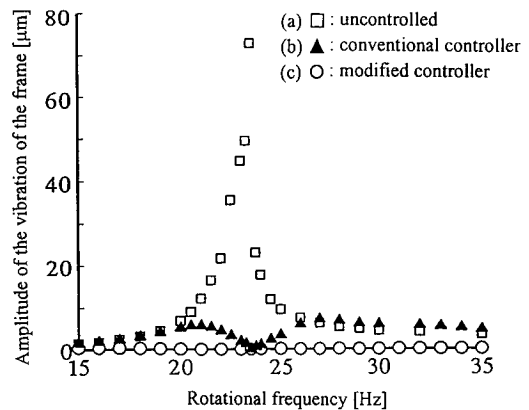 (a) □ : uncontrolled
(b) ▲ : conventional controller
(c) ○ : modified controller
Amplitude of the vibration of the frame [μm]
80
60
40
20
0
15 20 25 30 35
Rotational frequency [Hz]